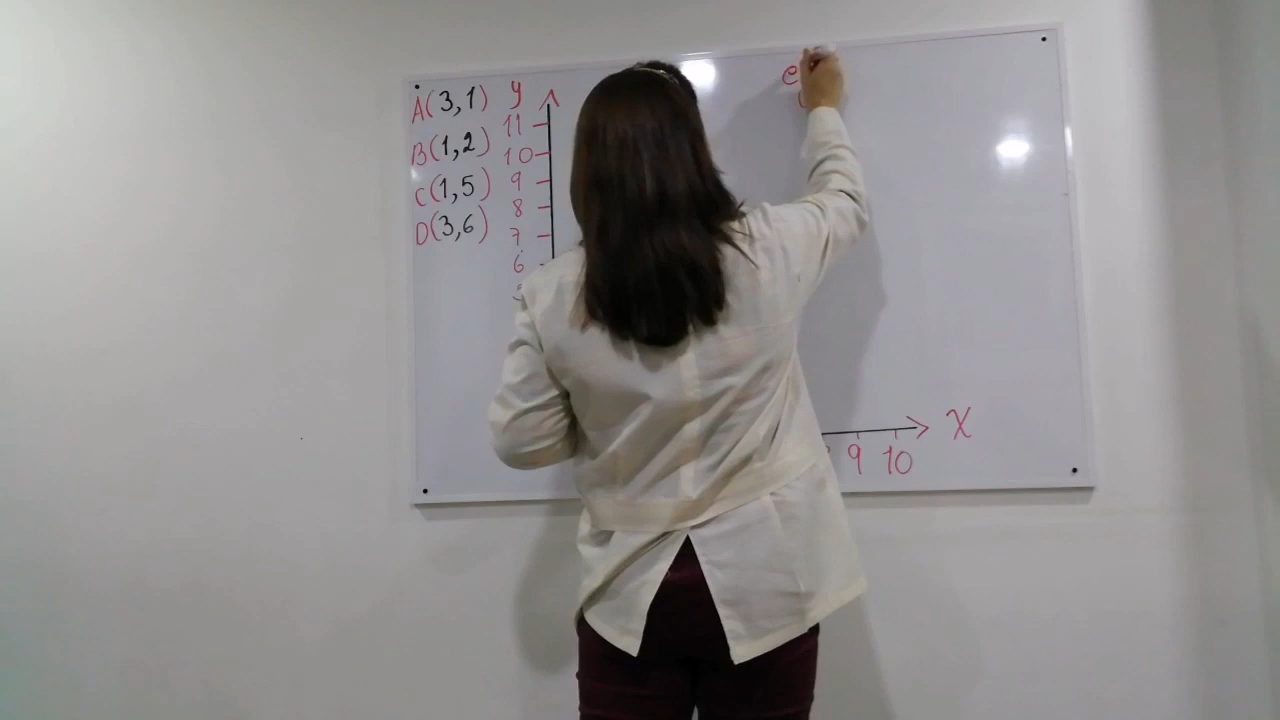 A(3,1)
B(1,2)
C(1,5)
D(3,6)
y
11
10
9
8
7
6
e
x
9 10